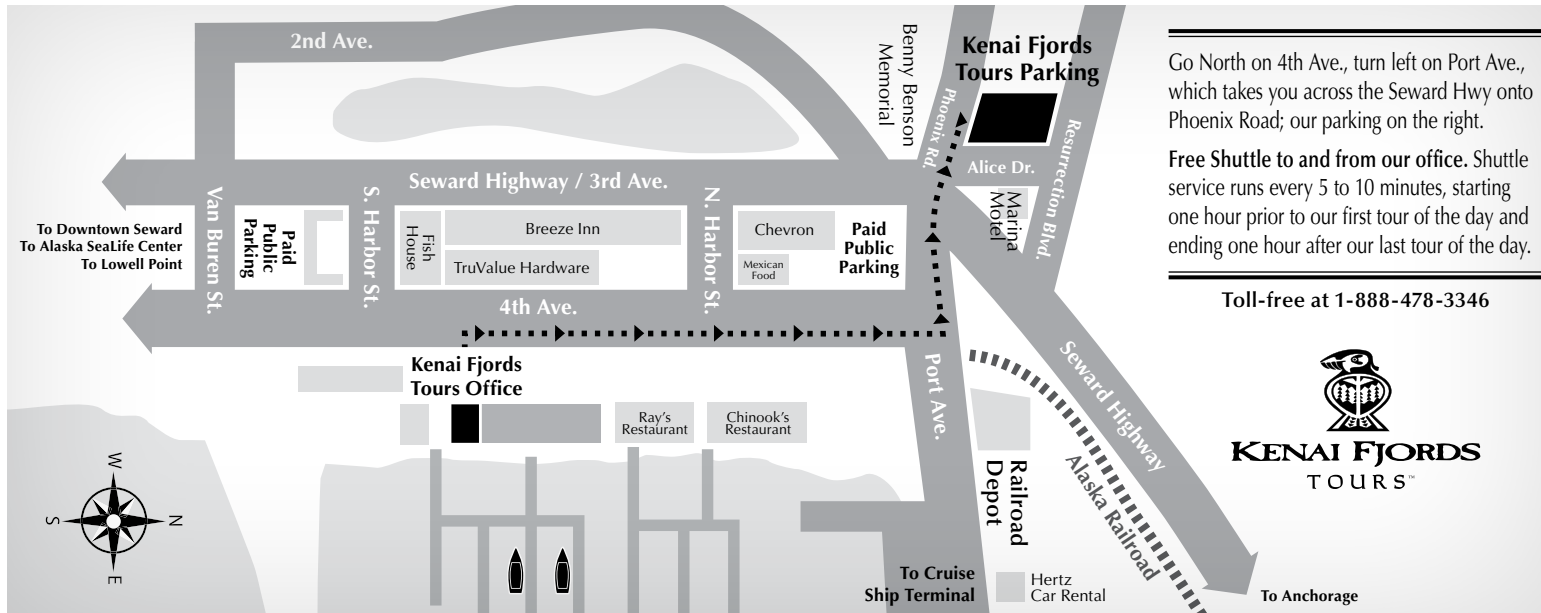 2nd Ave.
Benny Benson
Memorial
Kenai Fjords
Tours Parking
Phoenix Rd.
Resurrection Blvd.
Alice Dr.
Marina
Motel
Seward Highway / 3rd Ave.
To Downtown Seward
To Alaska SeaLife Center
To Lowell Point
Van Buren St.
Paid
Public
Parking
S. Harbor St.
Fish
House
Breeze Inn
TruValue Hardware
N. Harbor St.
Chevron
Mexican
Food
Paid
Public
Parking
4th Ave.
Kenai Fjords
Tours Office
Ray's
Restaurant
Chinook's
Restaurant
Port Ave.
Seward Highway
Railroad
Depot
Alaska Railroad
To Cruise
Ship Terminal
Hertz
Car Rental
To Anchorage
W
S
N
E
Go North on 4th Ave., turn left on Port Ave.,
which takes you across the Seward Hwy onto
Phoenix Road; our parking on the right.
Free Shuttle to and from our office. Shuttle
service runs every 5 to 10 minutes, starting
one hour prior to our first tour of the day and
ending one hour after our last tour of the day.
Toll-free at 1-888-478-3346
KENAI FJORDS
TOURS™